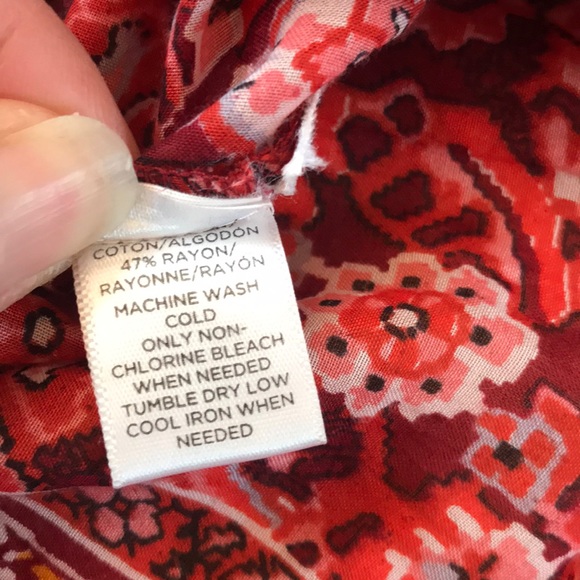 COTON/ALGODÓN
47% RAYON/
RAYONNE/RAYÓN
MACHINE WASH
COLD
ONLY NON-
CHLORINE BLEACH
WHEN NEEDED
TUMBLE DRY LOW
COOL IRON WHEN
NEEDED